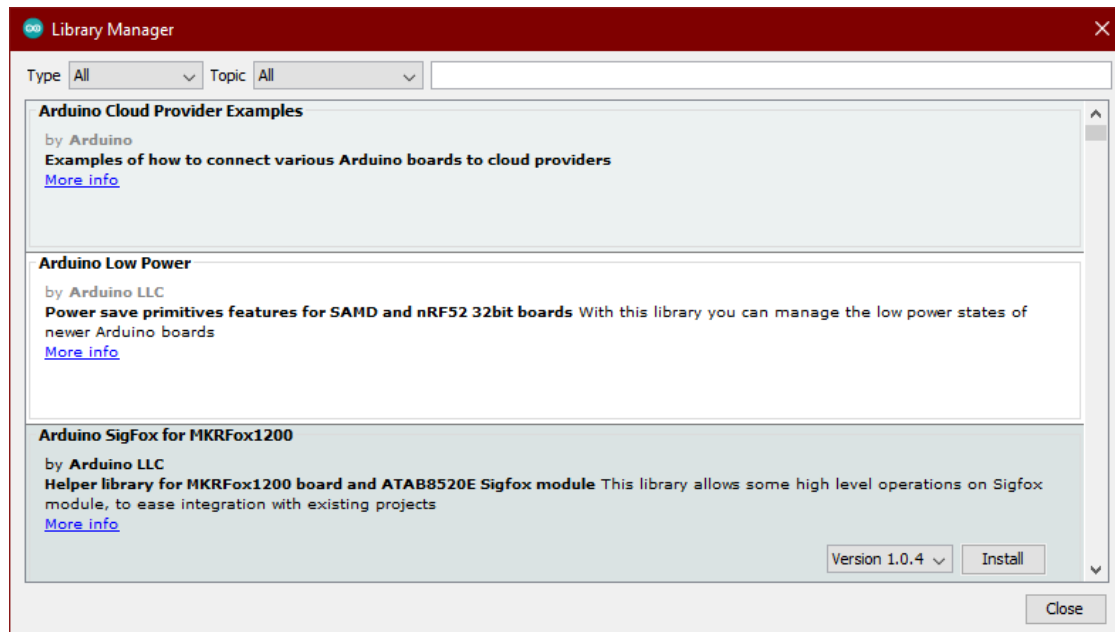 Library Manager
Type All Topic All
Arduino Cloud Provider Examples
by Arduino
Examples of how to connect various Arduino boards to cloud providers
More info
Arduino Low Power
by Arduino LLC
Power save primitives features for SAMD and nRF52 32bit boards With this library you can manage the low power states of
newer Arduino boards
More info
Arduino SigFox for MKRFox1200
by Arduino LLC
Helper library for MKRFox1200 board and ATAB8520E Sigfox module This library allows some high level operations on Sigfox
module, to ease integration with existing projects
More info
Version 1.0.4 Install
Close